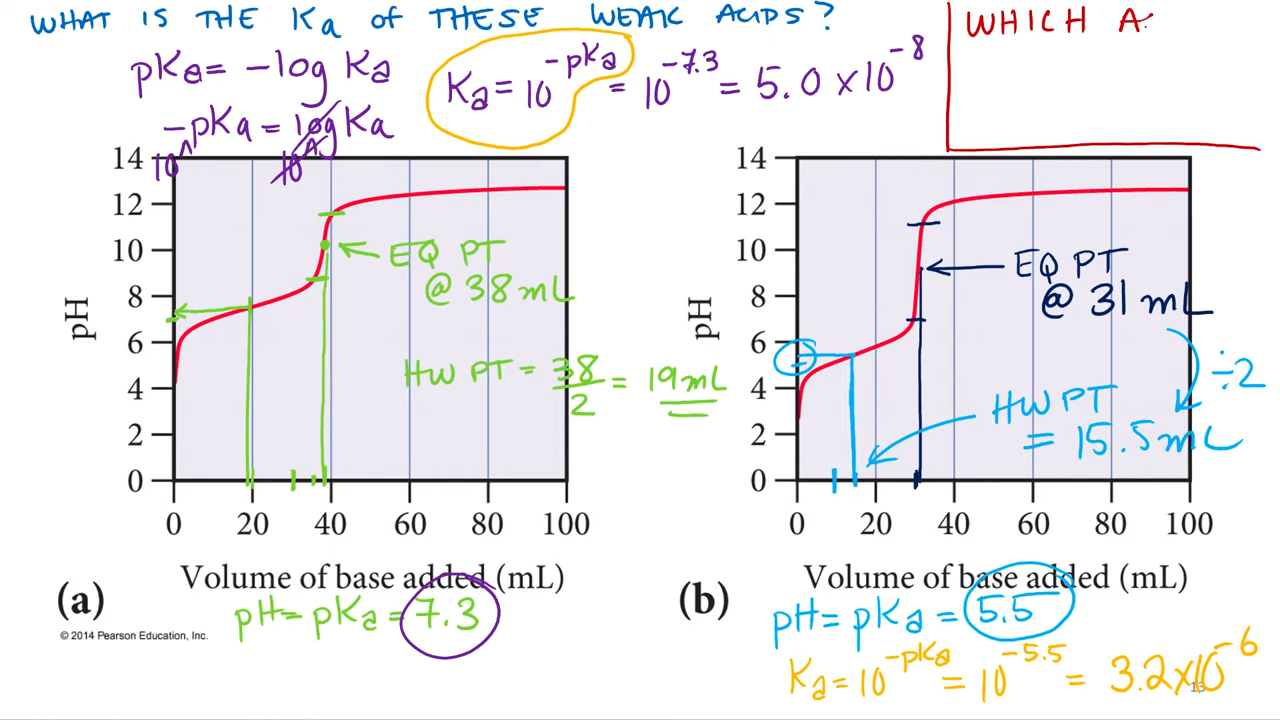 WHAT IS THE Ka of THESE WEAK ACIDS?
WHICH A
pKa = -log Ka
Ka = 10^-pKa = 10^-7.3 = 5.0 x 10^-8
-pKa = log Ka
10^ 10^
14
12
10
8
6
4
2
0
pH
0 20 40 60 80 100
Volume of base added (mL)
(a)
EQ PT
@ 38 mL
HW PT = 38/2 = 19 mL
pH = pKa = 7.3
© 2014 Pearson Education, Inc.
14
12
10
8
6
4
2
0
pH
0 20 40 60 80 100
Volume of base added (mL)
(b)
EQ PT
@ 31 mL
÷2
HW PT
= 15.5 mL
pH = pKa = 5.5
Ka = 10^-pKa = 10^-5.5 = 3.2 x 10^-6
13